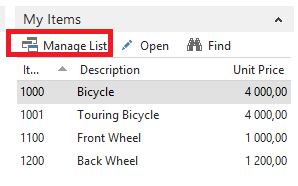 My Items
Manage List Open Find
It... Description Unit Price
1000 Bicycle 4 000,00
1001 Touring Bicycle 4 000,00
1100 Front Wheel 1 000,00
1200 Back Wheel 1 200,00